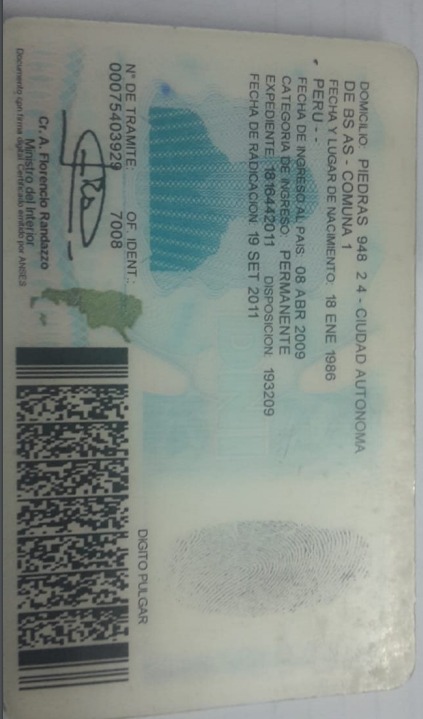 DOMICILIO: PIEDRAS 948 2 4 - CIUDAD AUTONOMA
DE BS AS - COMUNA 1
FECHA Y LUGAR DE NACIMIENTO: 18 ENE 1986
PERU - -
FECHA DE INGRESO AL PAIS: 08 ABR 2009
CATEGORIA DE INGRESO: PERMANENTE
EXPEDIENTE: 1816442011 DISPOSICION: 193209
FECHA DE RADICACION: 19 SET 2011
N° DE TRAMITE: OF. IDENT.:
00075403929 7008
Cr. A. Florencio Randazzo
Ministro del Interior
Documento con firma digital. Certificado emitido por ANSES.
DIGITO PULGAR